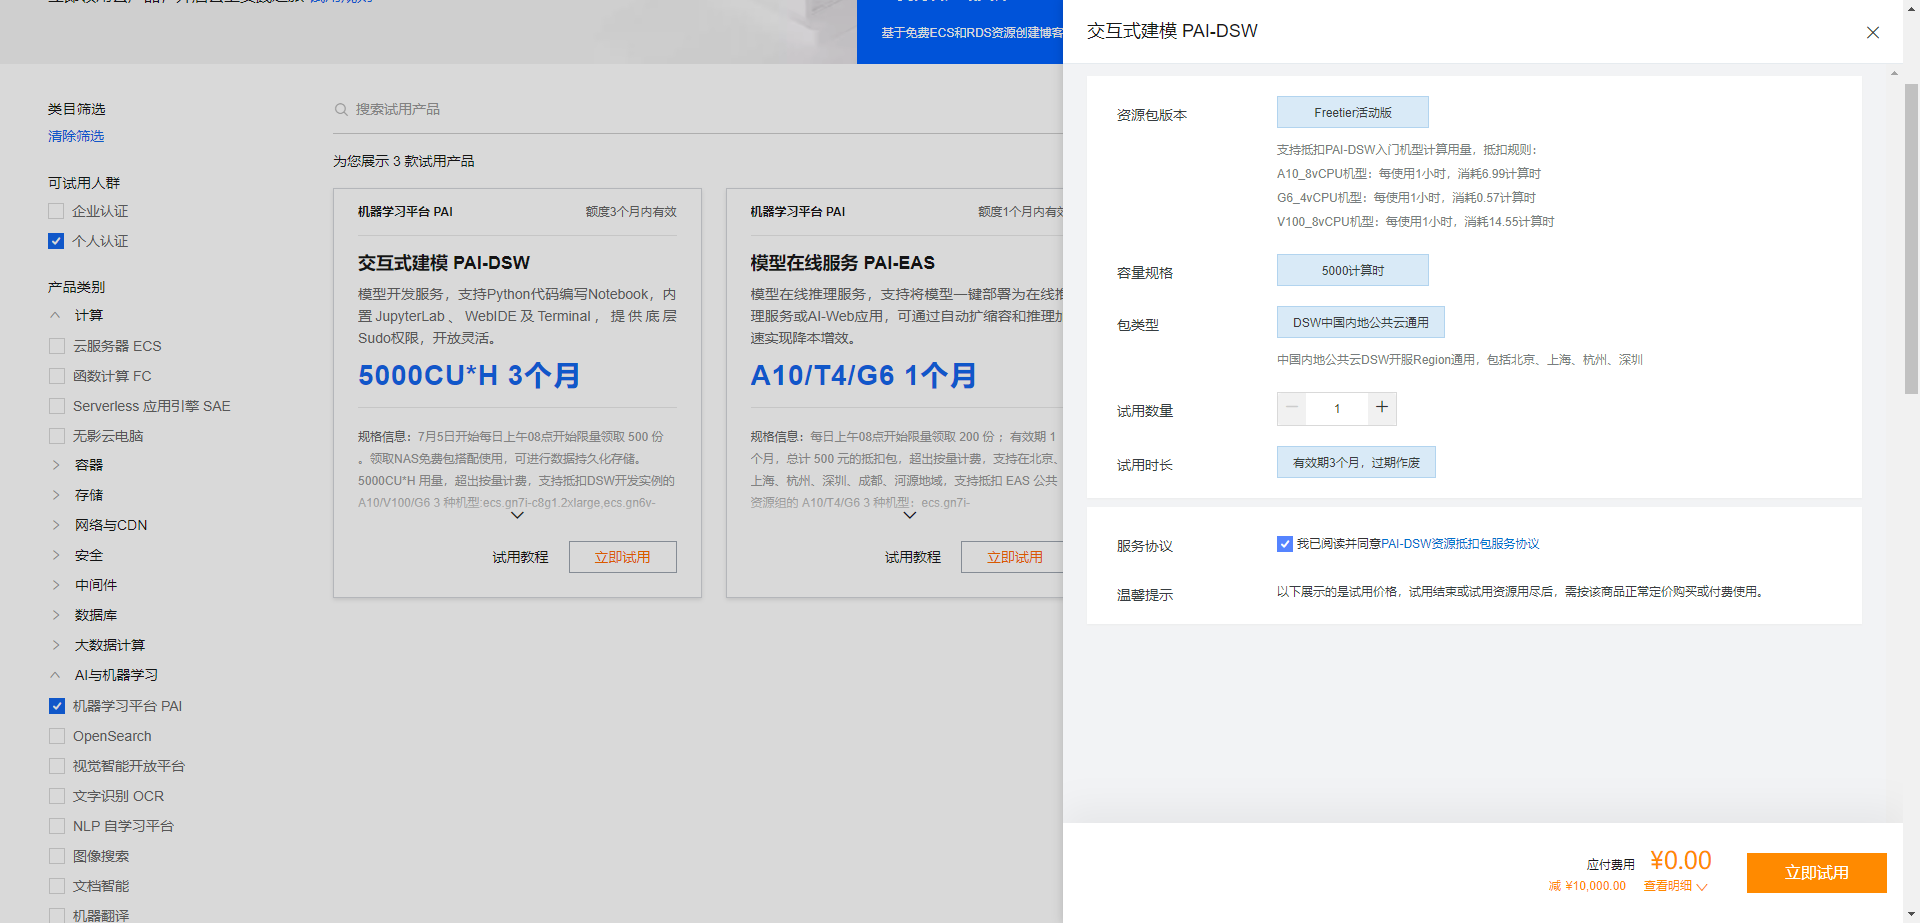 基于免费ECS和RDS资源创建博客
类目筛选
清除筛选
可试用人群
企业认证
个人认证
产品类别
计算
云服务器 ECS
函数计算 FC
Serverless 应用引擎 SAE
无影云电脑
容器
存储
网络与CDN
安全
中间件
数据库
大数据计算
AI与机器学习
机器学习平台 PAI
OpenSearch
视觉智能开放平台
文字识别 OCR
NLP 自学习平台
图像搜索
文档智能
机器翻译
搜索试用产品
为您展示 3 款试用产品
机器学习平台 PAI 额度3个月内有效
交互式建模 PAI-DSW
模型开发服务，支持Python代码编写Notebook，内
置JupyterLab、WebIDE及Terminal，提供底层
Sudo权限，开放灵活。
5000CU*H 3个月
规格信息：7月5日开始每日上午08点开始限量领取 500 份
。领取NAS免费包搭配使用，可进行数据持久化存储。
5000CU*H 用量，超出按量计费，支持抵扣DSW开发实例的
A10/V100/G6 3 种机型:ecs.gn7i-c8g1.2xlarge,ecs.gn6v-
试用教程 立即试用
机器学习平台 PAI 额度1个月内有效
模型在线服务 PAI-EAS
模型在线推理服务，支持将模型一键部署为在线推
理服务或AI-Web应用，可通过自动扩缩容和推理加
速实现降本增效。
A10/T4/G6 1个月
规格信息：每日上午08点开始限量领取 200 份 ；有效期 1
个月，总计 500 元的抵扣包，超出按量计费，支持在北京、
上海、杭州、深圳、成都、河源地域，支持抵扣 EAS 公共
资源组的 A10/T4/G6 3 种机型：ecs.gn7i-
试用教程 立即试用
交互式建模 PAI-DSW
资源包版本 Freetier活动版
支持抵扣PAI-DSW入门机型计算用量，抵扣规则：
A10_8vCPU机型：每使用1小时，消耗6.99计算时
G6_4vCPU机型：每使用1小时，消耗0.57计算时
V100_8vCPU机型：每使用1小时，消耗14.55计算时
容量规格 5000计算时
包类型 DSW中国内地公共云通用
中国内地公共云DSW开服Region通用，包括北京、上海、杭州、深圳
试用数量 1
试用时长 有效期3个月，过期作废
服务协议 我已阅读并同意PAI-DSW资源抵扣包服务协议
温馨提示 以下展示的是试用价格，试用结束或试用资源用尽后，需按该商品正常定价购买或付费使用。
应付费用 ¥0.00
减 ¥10,000.00 查看明细
立即试用